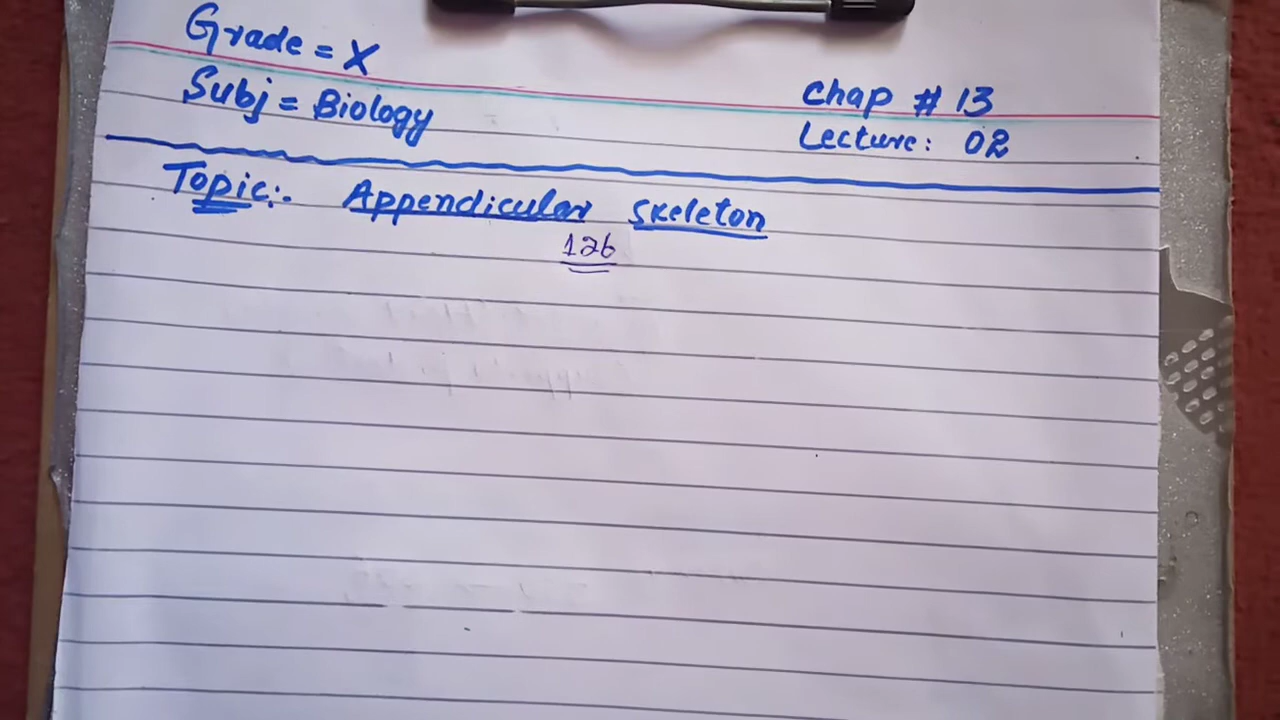 Grade = X
Subj = Biology
Chap # 13
Lecture: 02
Topic:- Appendicular skeleton
126